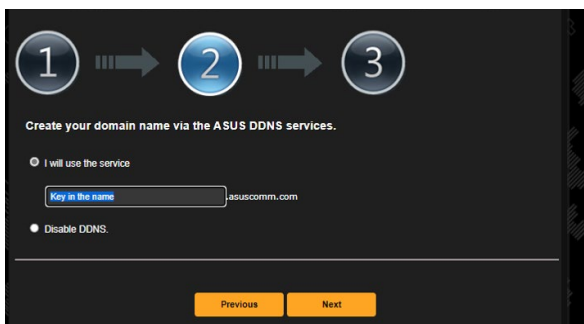 1 2 3
Create your domain name via the ASUS DDNS services.
I will use the service
Key in the name .asuscomm.com
Disable DDNS.
Previous Next